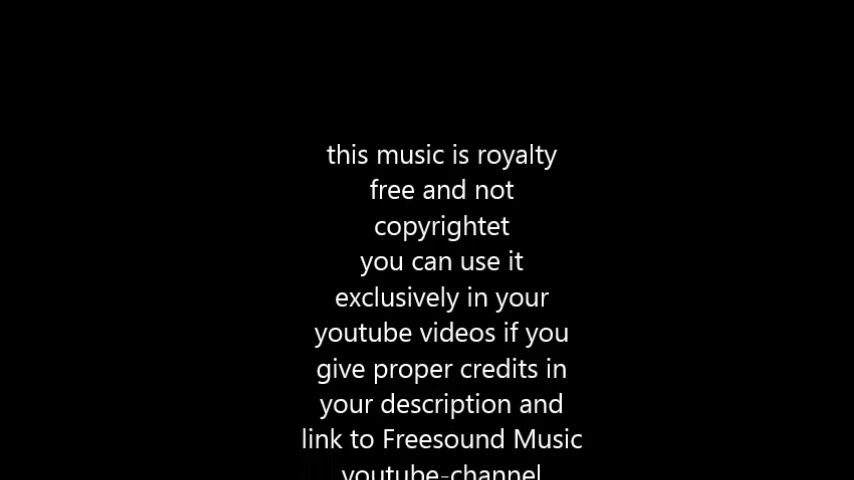 this music is royalty
free and not
copyrightet
you can use it
exclusively in your
youtube videos if you
give proper credits in
your description and
link to Freesound Music
youtube-channel